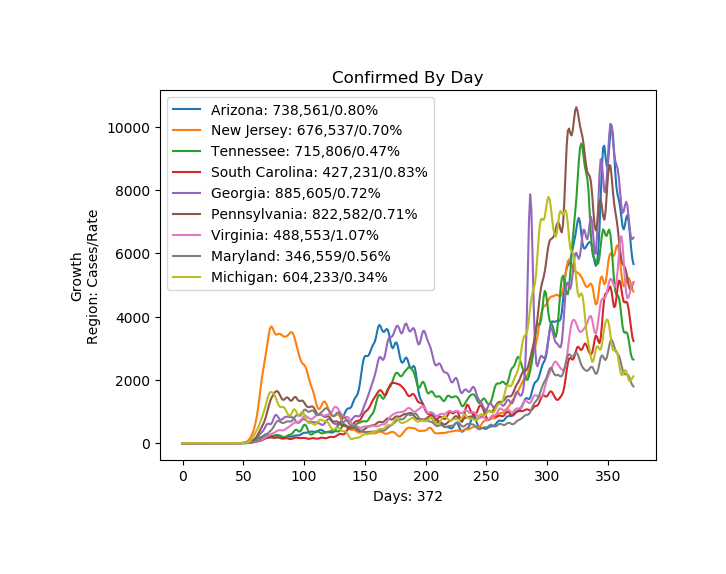 Confirmed By Day
Arizona: 738,561/0.80%
New Jersey: 676,537/0.70%
Tennessee: 715,806/0.47%
South Carolina: 427,231/0.83%
Georgia: 885,605/0.72%
Pennsylvania: 822,582/0.71%
Virginia: 488,553/1.07%
Maryland: 346,559/0.56%
Michigan: 604,233/0.34%
Growth
Region: Cases/Rate
10000
8000
6000
4000
2000
0
0 50 100 150 200 250 300 350
Days: 372